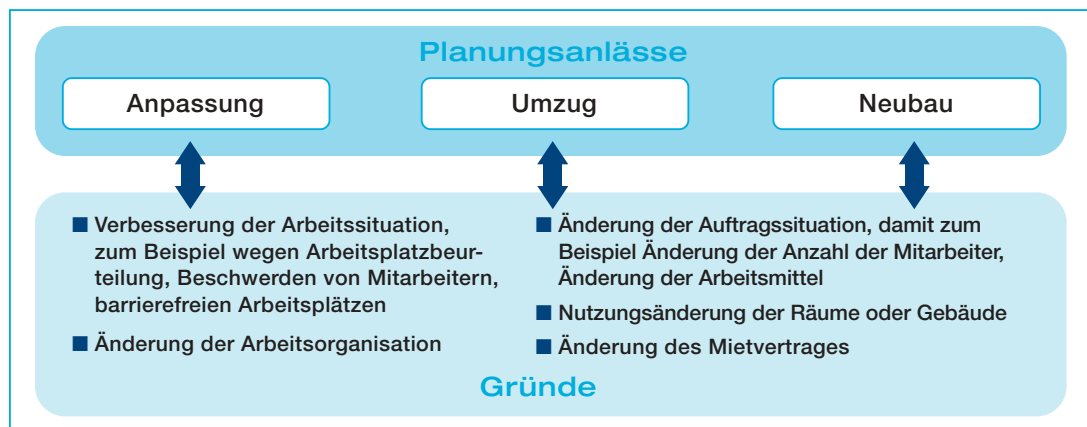 Planungsanlässe
Anpassung
Umzug
Neubau
■ Verbesserung der Arbeitssituation,
zum Beispiel wegen Arbeitsplatzbeur-
teilung, Beschwerden von Mitarbeitern,
barrierefreien Arbeitsplätzen
■ Änderung der Arbeitsorganisation
■ Änderung der Auftragssituation, damit zum
Beispiel Änderung der Anzahl der Mitarbeiter,
Änderung der Arbeitsmittel
■ Nutzungsänderung der Räume oder Gebäude
■ Änderung des Mietvertrages
Gründe